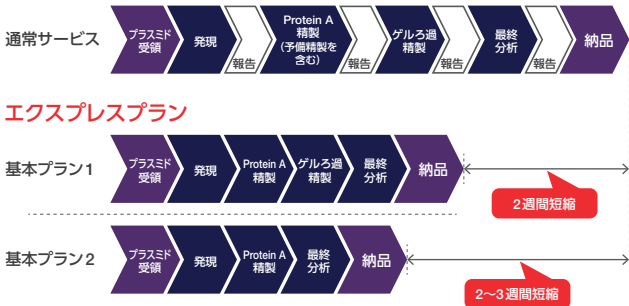 通常サービス
プラスミド
受領
発現
報告
Protein A
精製
(予備精製を
含む)
報告
ゲルろ過
精製
報告
最終
分析
報告
納品
エクスプレスプラン
基本プラン1
プラスミド
受領
発現
Protein A
精製
ゲルろ過
精製
最終
分析
納品
2週間短縮
基本プラン2
プラスミド
受領
発現
Protein A
精製
最終
分析
納品
2〜3週間短縮